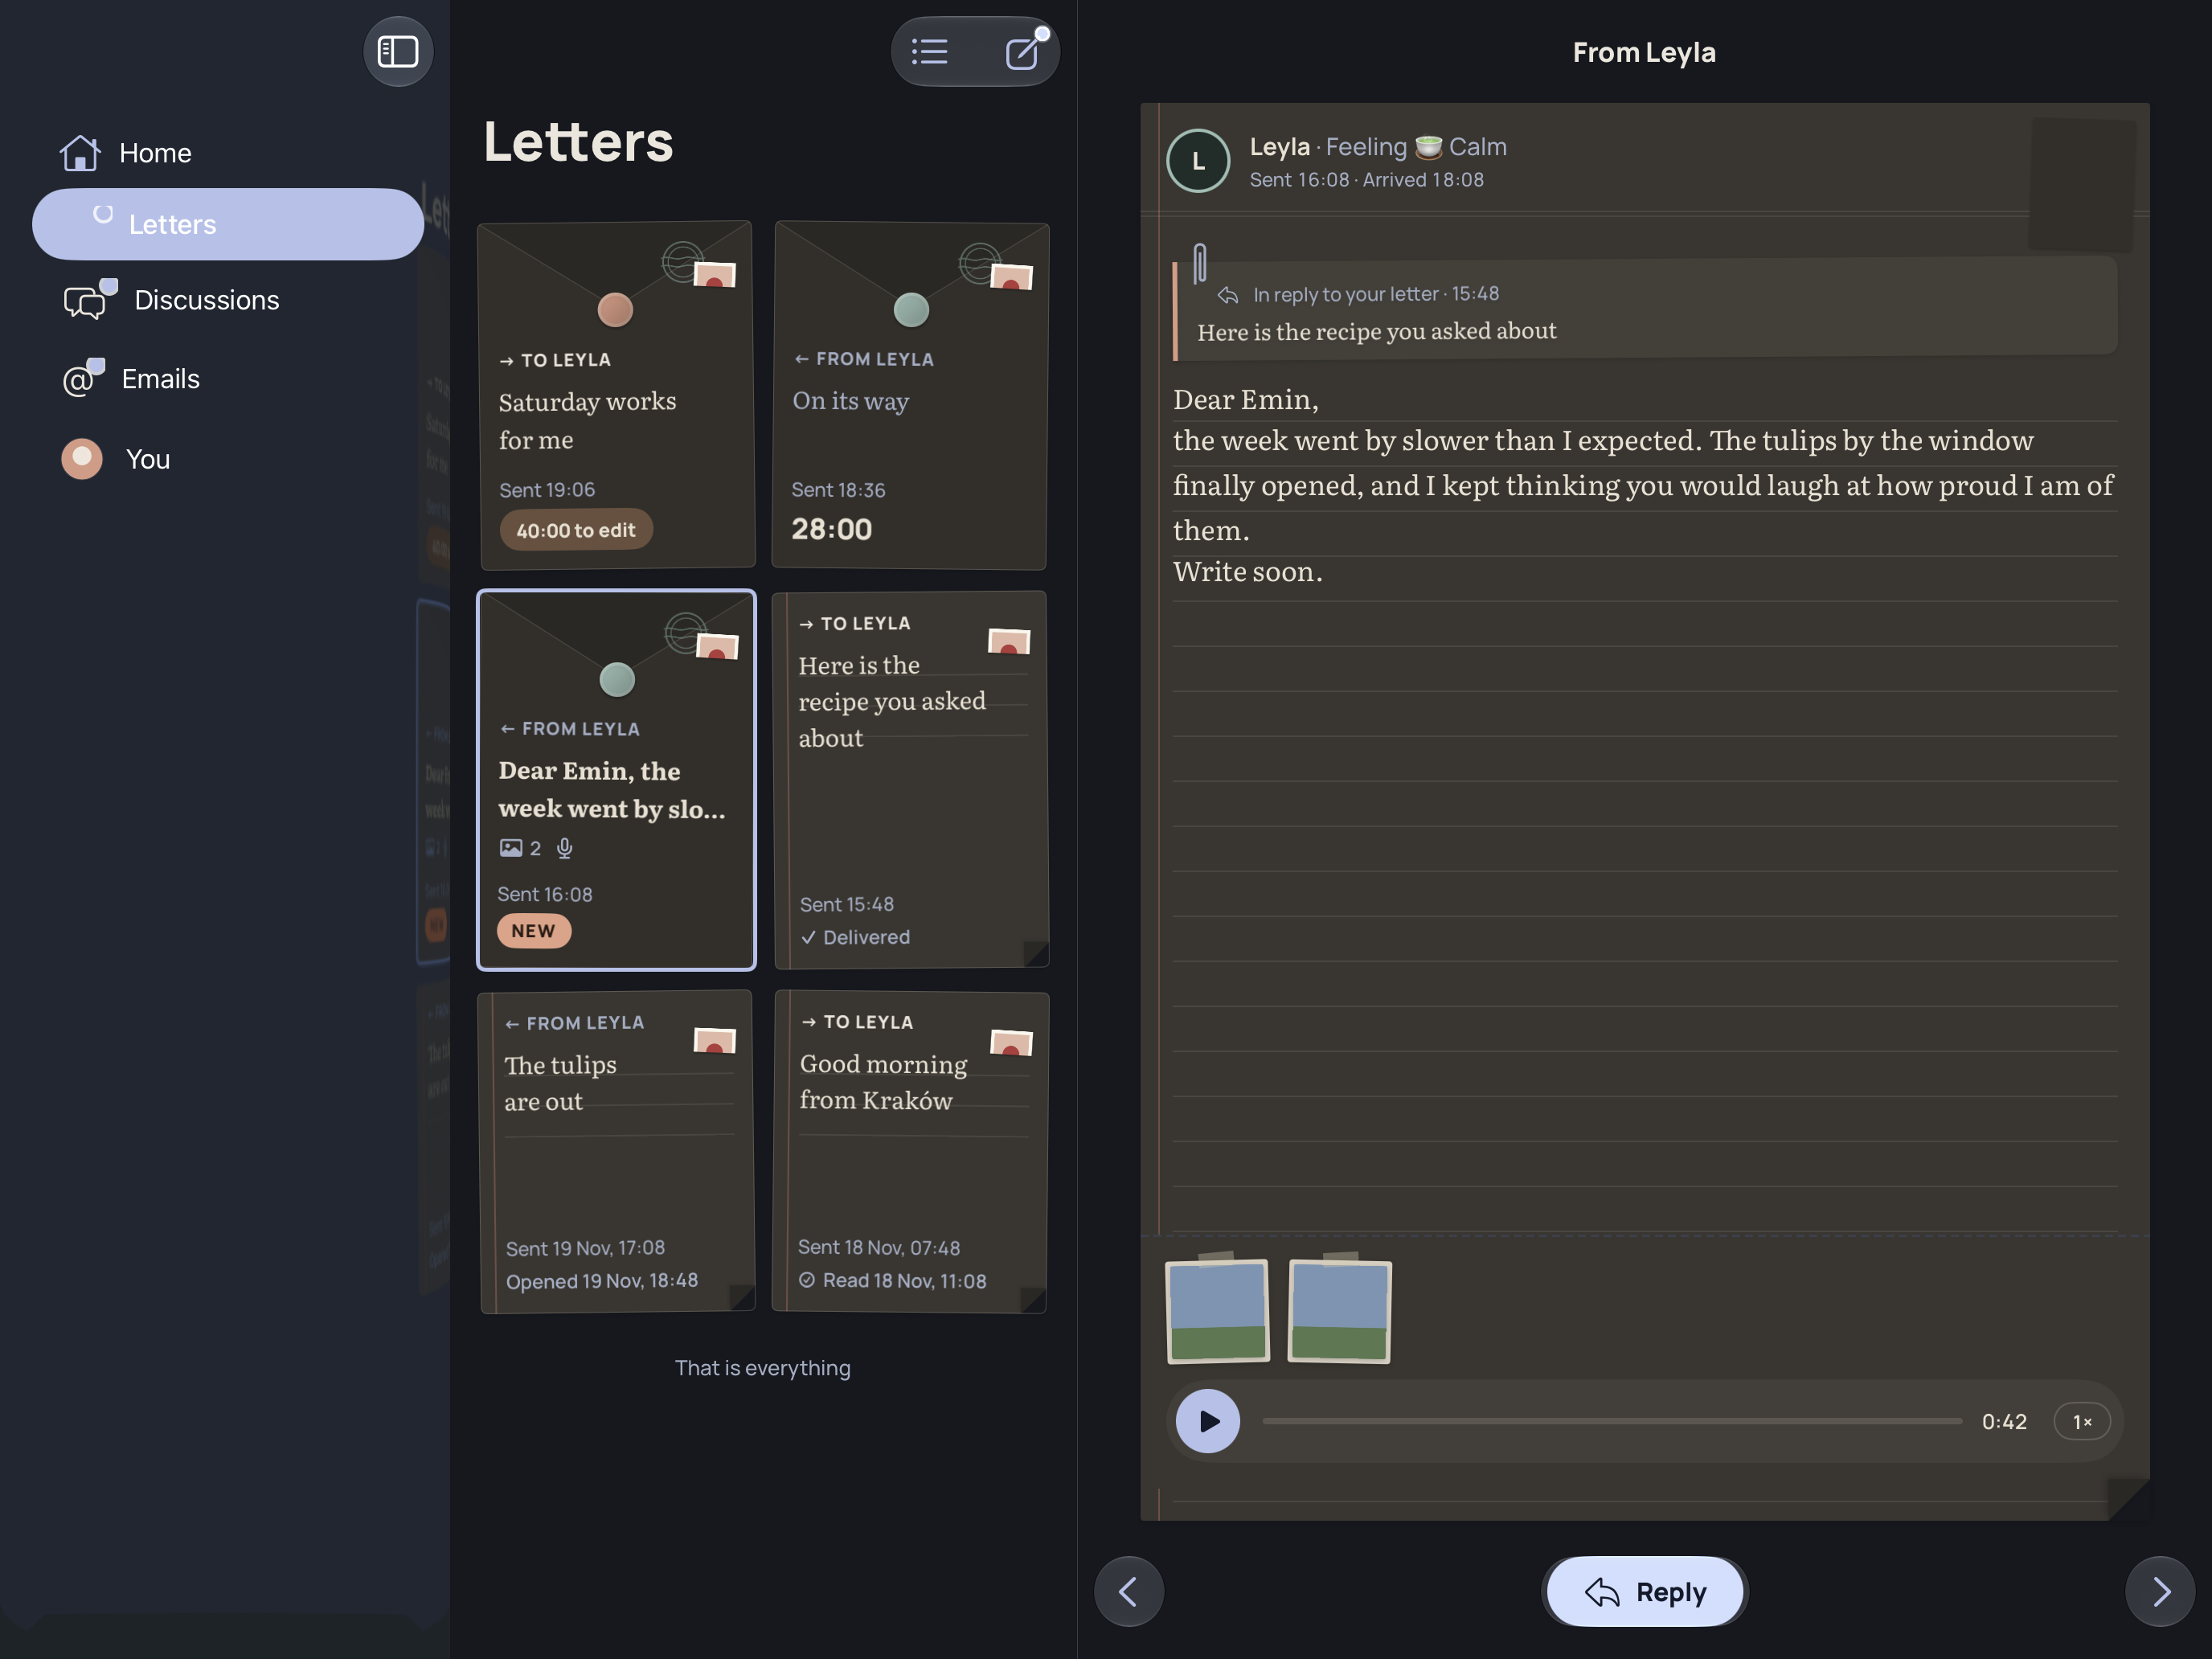 Home
Letters
Discussions
@ Emails
You
Letters
→ TO LEYLA
Saturday works
for me
Sent 19:06
40:00 to edit
← FROM LEYLA
On its way
Sent 18:36
28:00
← FROM LEYLA
Dear Emin, the
week went by slo...
2
Sent 16:08
NEW
→ TO LEYLA
Here is the
recipe you asked
about
Sent 15:48
✓ Delivered
← FROM LEYLA
The tulips
are out
Sent 19 Nov, 17:08
Opened 19 Nov, 18:48
→ TO LEYLA
Good morning
from Kraków
Sent 18 Nov, 07:48
Read 18 Nov, 11:08
That is everything
From Leyla
L
Leyla · Feeling 🍵 Calm
Sent 16:08 · Arrived 18:08
In reply to your letter · 15:48
Here is the recipe you asked about
Dear Emin,
the week went by slower than I expected. The tulips by the window
finally opened, and I kept thinking you would laugh at how proud I am of
them.
Write soon.
0:42
1×
Reply